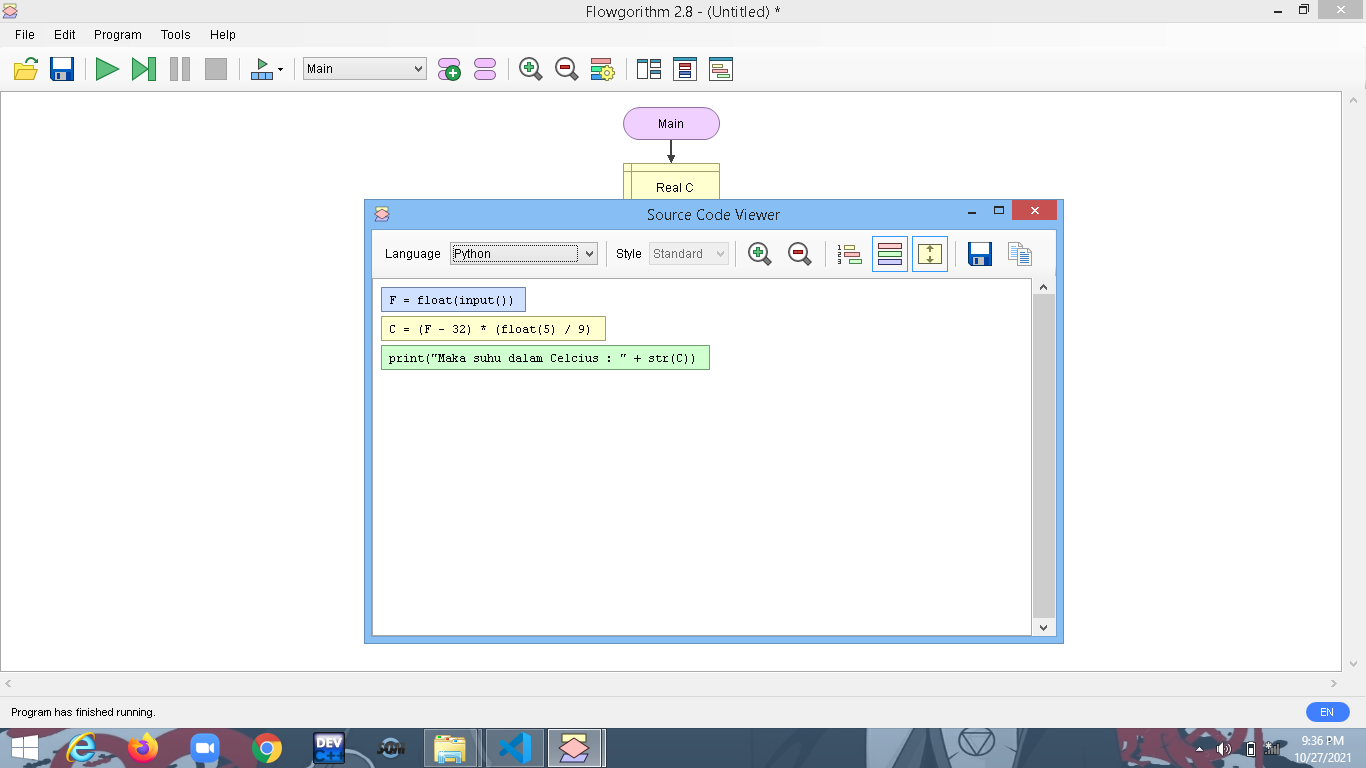 Flowgorithm 2.8 - (Untitled) *
File Edit Program Tools Help
Main
Main
Real C
Source Code Viewer
Language Python Style Standard
F = float(input())
C = (F - 32) * (float(5) / 9)
print("Maka suhu dalam Celcius : " + str(C))
Program has finished running.
EN
DEV C++
9:36 PM
10/27/2021